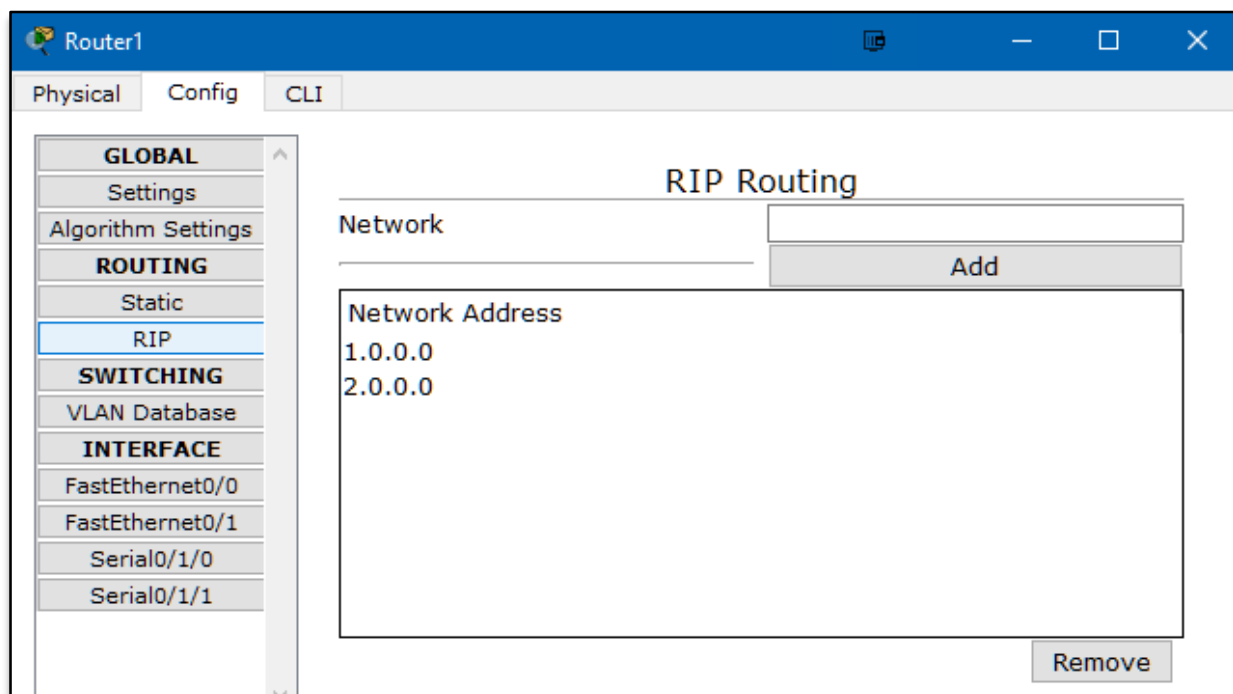 Router1
Physical Config CLI
GLOBAL
Settings
Algorithm Settings
ROUTING
Static
RIP
SWITCHING
VLAN Database
INTERFACE
FastEthernet0/0
FastEthernet0/1
Serial0/1/0
Serial0/1/1
RIP Routing
Network
Add
Network Address
1.0.0.0
2.0.0.0
Remove